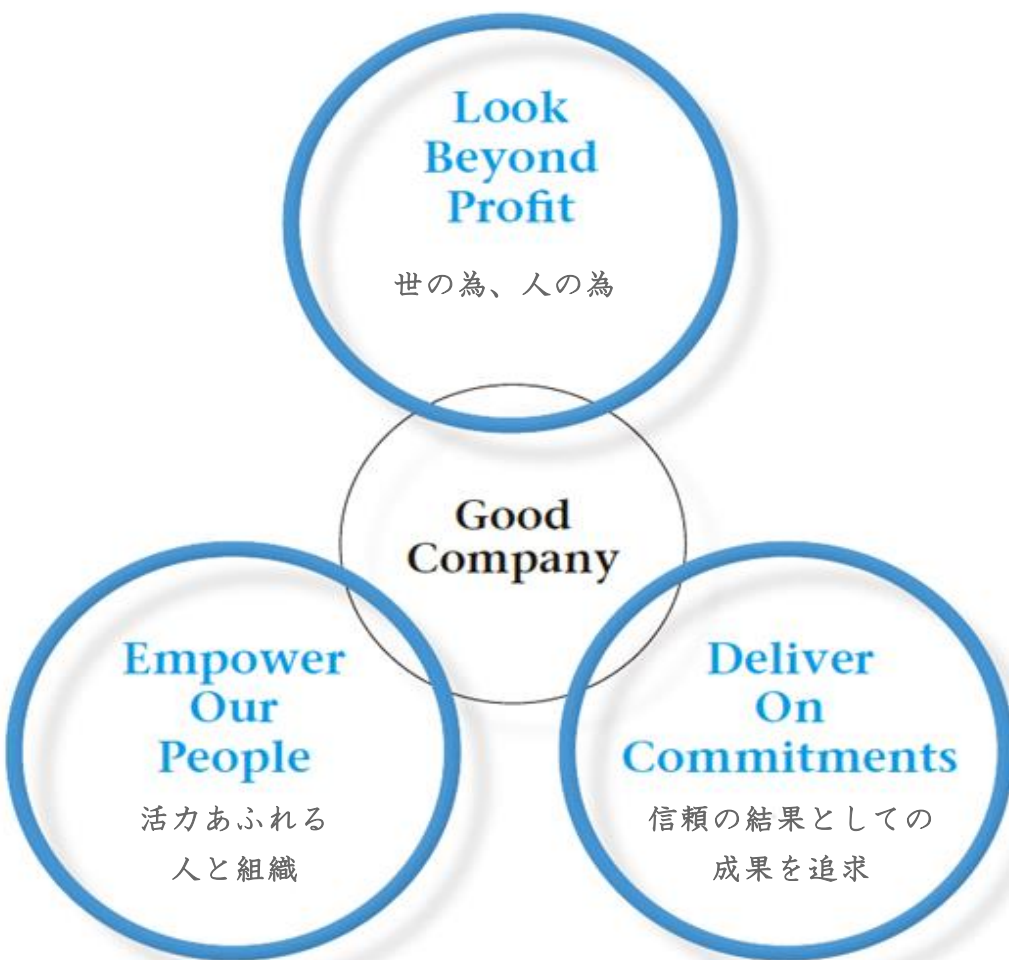 Look
Beyond
Profit
世の為、人の為
Good
Company
Empower
Our
People
活力あふれる
人と組織
Deliver
On
Commitments
信頼の結果としての
成果を追求